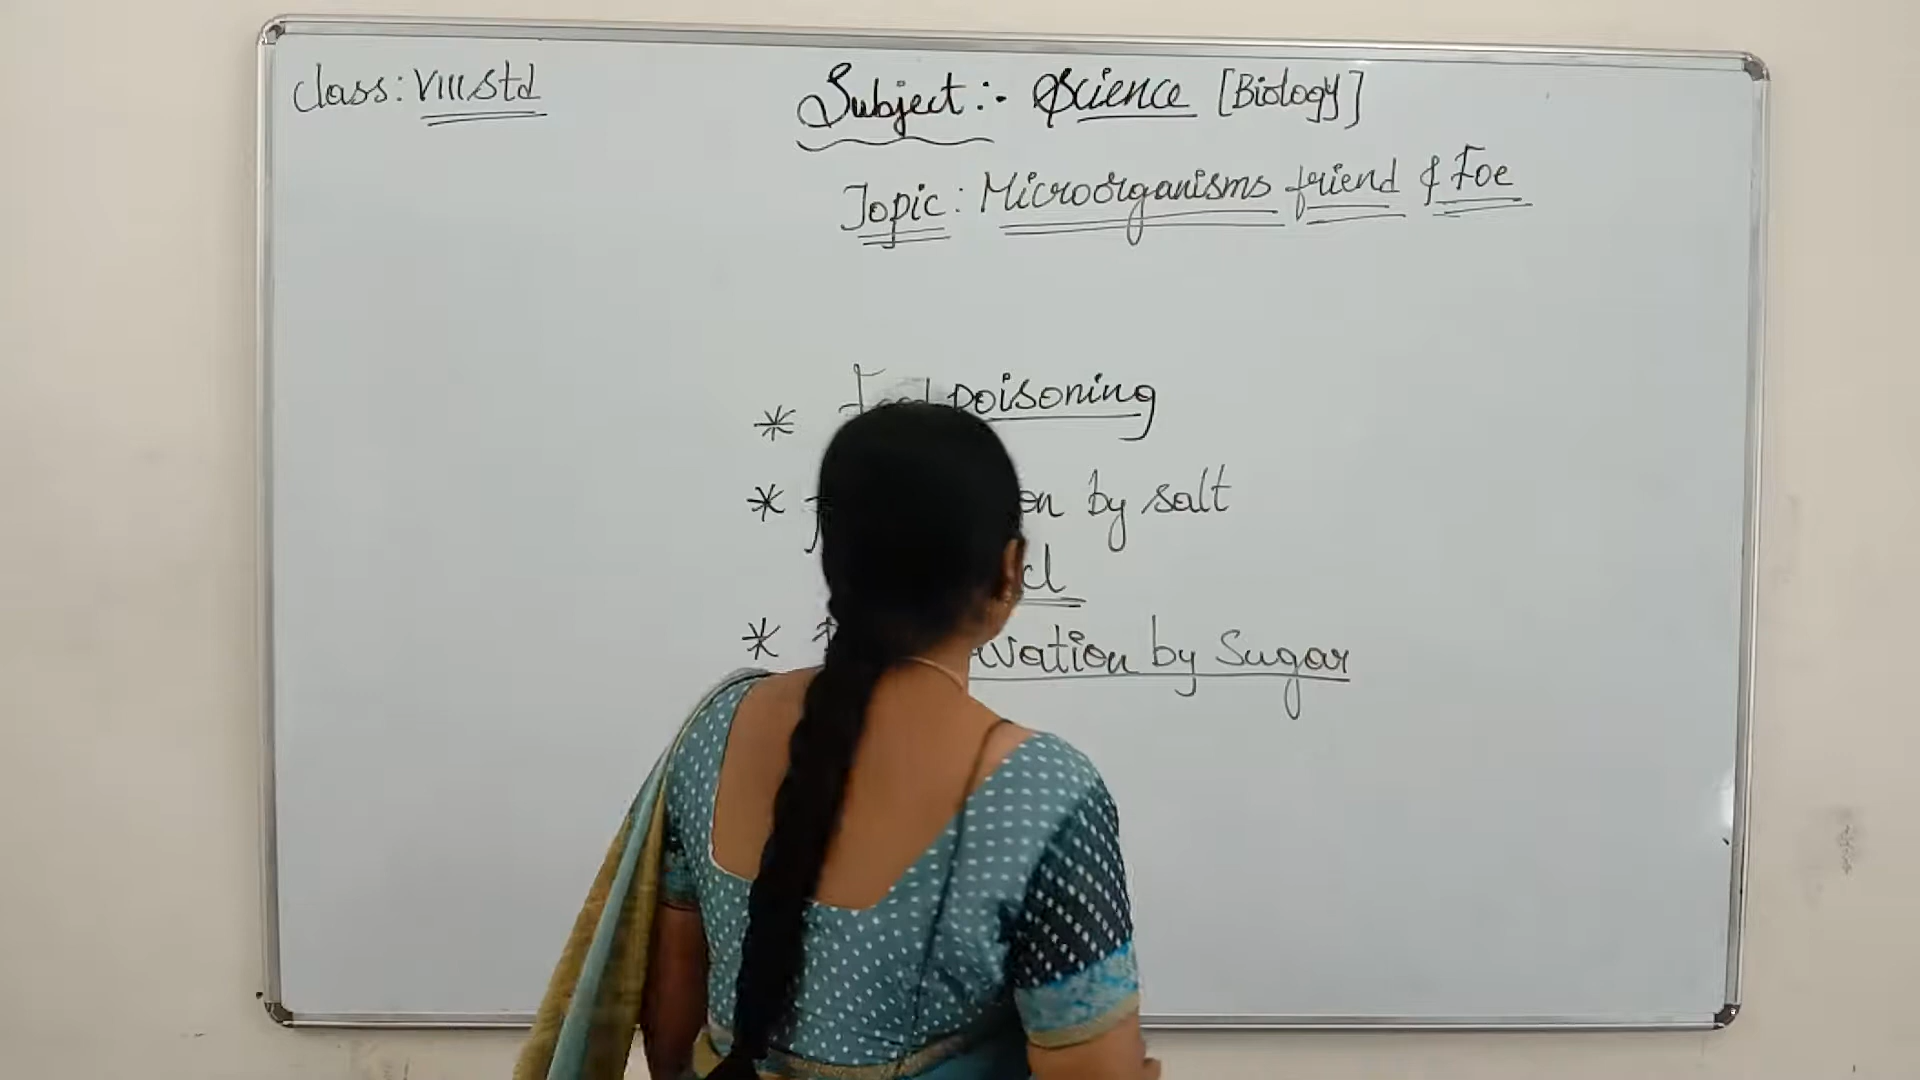 Class: VIII Std
Subject:- Science [Biology]
Topic: Microorganisms friend & Foe
* poisoning
* by salt
* by Sugar